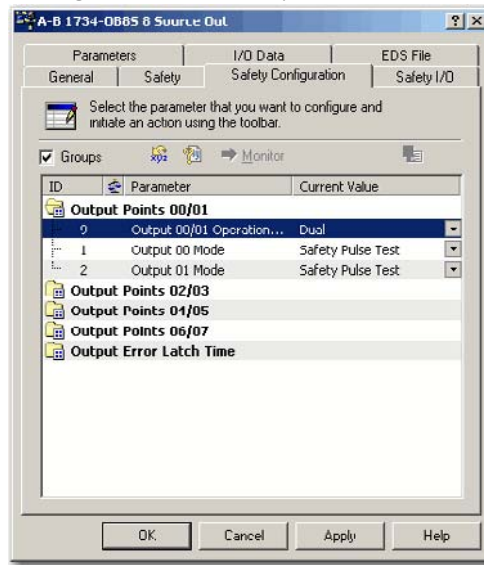 A-B 1734-OB8S 8 Source Out
Parameters I/O Data EDS File
General Safety Safety Configuration Safety I/O
Select the parameter that you want to configure and
initiate an action using the toolbar.
Groups Monitor
ID Parameter Current Value
Output Points 00/01
9 Output 00/01 Operation... Dual
1 Output 00 Mode Safety Pulse Test
2 Output 01 Mode Safety Pulse Test
Output Points 02/03
Output Points 04/05
Output Points 06/07
Output Error Latch Time
OK Cancel Apply Help